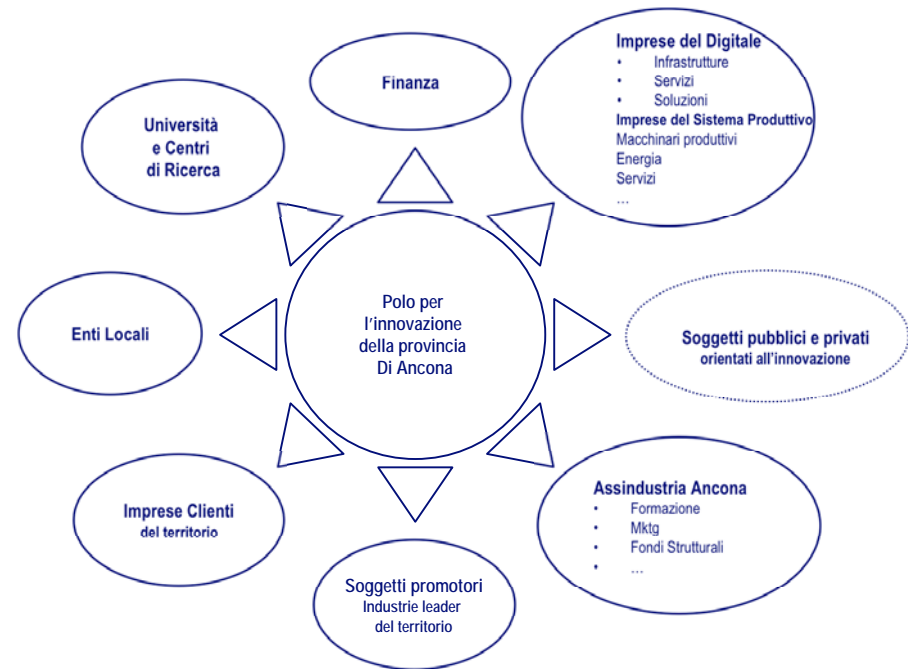 Finanza
Imprese del Digitale
• Infrastrutture
• Servizi
• Soluzioni
Imprese del Sistema Produttivo
Macchinari produttivi
Energia
Servizi
…
Università
e Centri
di Ricerca
Polo per
l'innovazione
della provincia
Di Ancona
Enti Locali
Soggetti pubblici e privati
orientati all'innovazione
Imprese Clienti
del territorio
Assindustria Ancona
• Formazione
• Mktg
• Fondi Strutturali
• …
Soggetti promotori
Industrie leader
del territorio